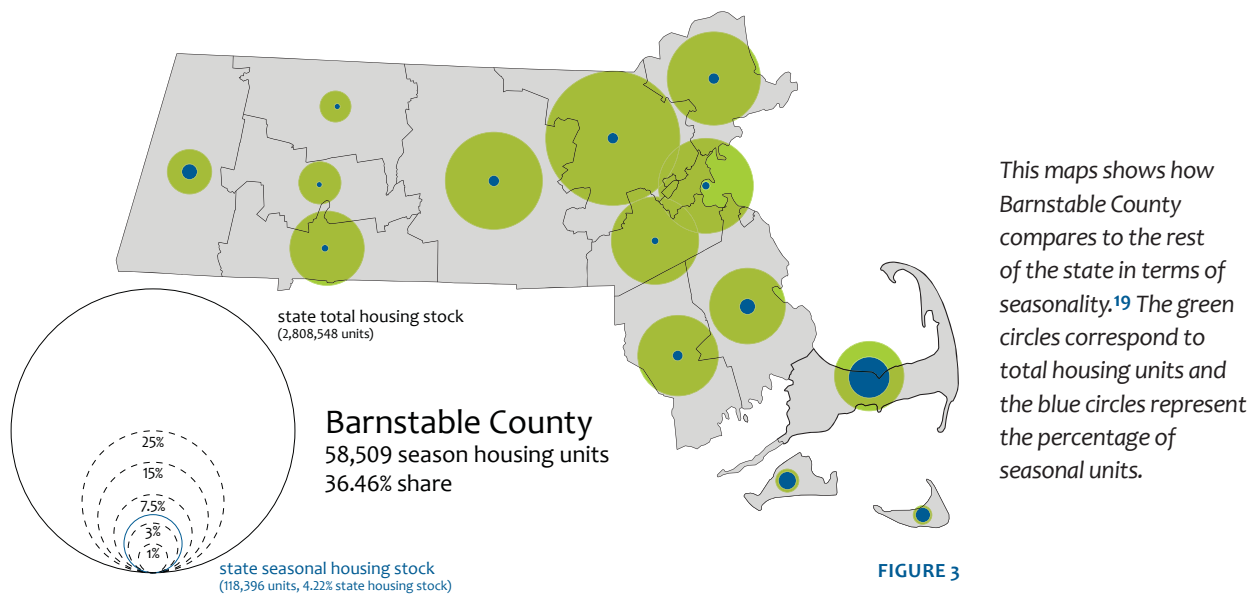 state total housing stock
(2,808,548 units)
25%
15%
7.5%
3%
1%
state seasonal housing stock
(118,396 units, 4.22% state housing stock)
Barnstable County
58,509 season housing units
36.46% share
This maps shows how
Barnstable County
compares to the rest
of the state in terms of
seasonality.19 The green
circles correspond to
total housing units and
the blue circles represent
the percentage of
seasonal units.
FIGURE 3